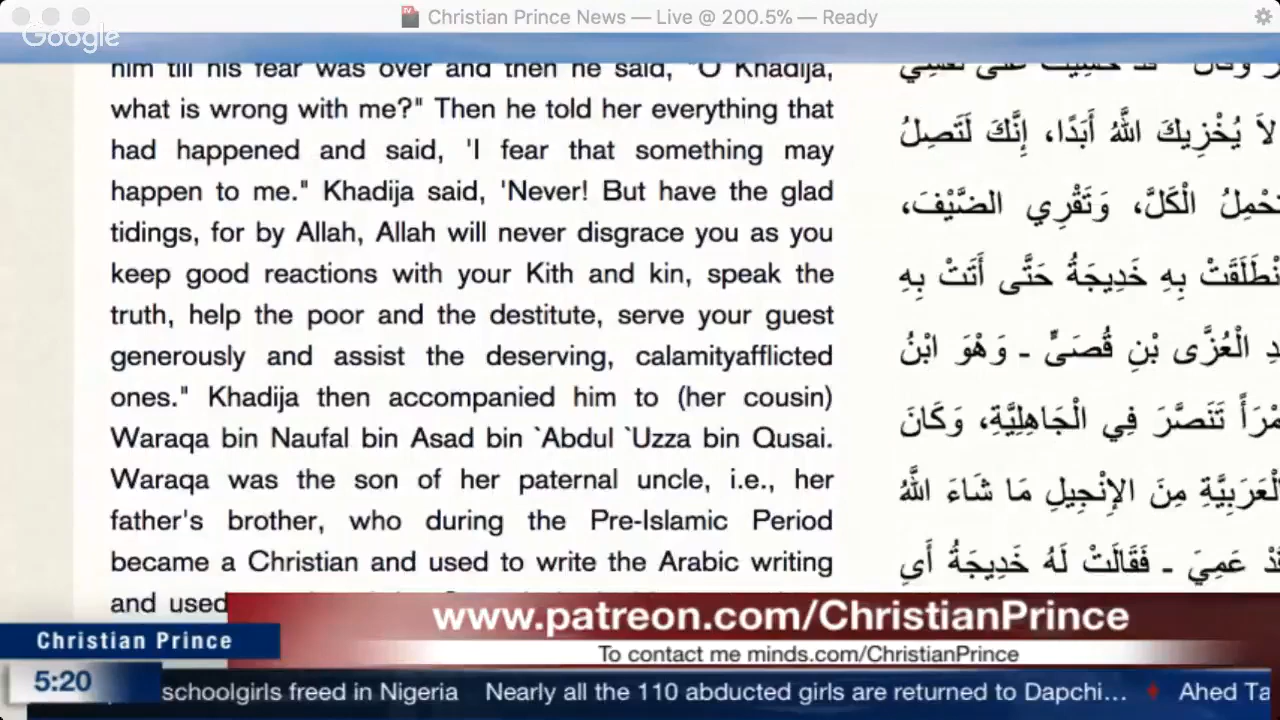 Christian Prince News — Live @ 200.5% — Ready
Google
him till his fear was over and then he said, "O Khadija,
what is wrong with me?" Then he told her everything that
had happened and said, 'I fear that something may
happen to me." Khadija said, 'Never! But have the glad
tidings, for by Allah, Allah will never disgrace you as you
keep good reactions with your Kith and kin, speak the
truth, help the poor and the destitute, serve your guest
generously and assist the deserving, calamityafflicted
ones." Khadija then accompanied him to (her cousin)
Waraqa bin Naufal bin Asad bin `Abdul `Uzza bin Qusai.
Waraqa was the son of her paternal uncle, i.e., her
father's brother, who during the Pre-Islamic Period
became a Christian and used to write the Arabic writing
and used
لاَ يُخْزِيكَ اللَّهُ أَبَدًا، إِنَّكَ لَتَصِلُ
الْكَلَّ، وَتَقْرِي الضَّيْفَ،
بِهِ خَدِيجَةُ حَتَّى أَتَتْ بِهِ
الْعُزَّى بْنِ قُصَىٍّ ـ وَهْوَ ابْنُ
تَنَصَّرَ فِي الْجَاهِلِيَّةِ، وَكَانَ
مِنَ الإِنْجِيلِ مَا شَاءَ اللَّهُ
عَمِيَ ـ فَقَالَتْ لَهُ خَدِيجَةُ أَىِ
www.patreon.com/ChristianPrince
To contact me minds.com/ChristianPrince
Christian Prince
5:20
schoolgirls freed in Nigeria Nearly all the 110 abducted girls are returned to Dapchi... Ahed Ta